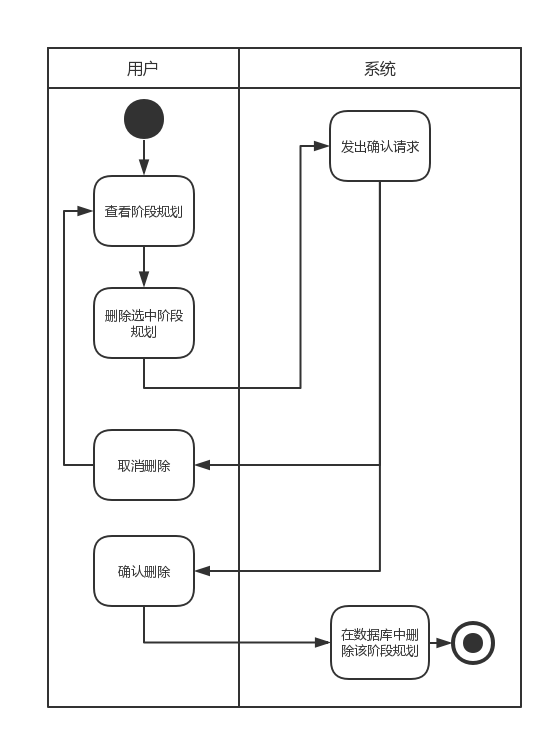 用户
系统
发出确认请求
查看阶段规划
删除选中阶段
规划
取消删除
确认删除
在数据库中删
除该阶段规划